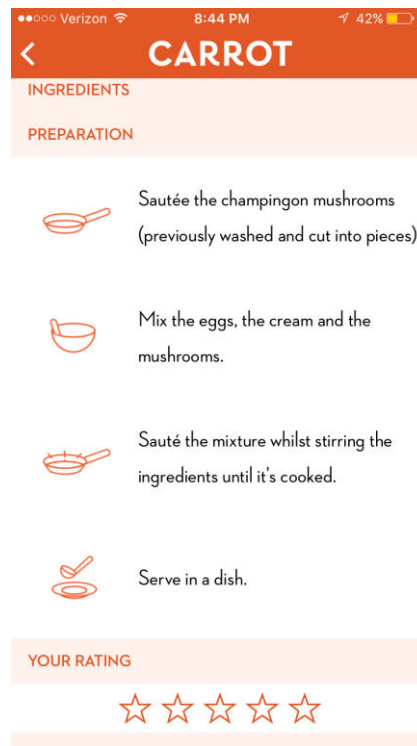 Verizon 8:44 PM 42%
CARROT
INGREDIENTS
PREPARATION
Sautée the champingon mushrooms
(previously washed and cut into pieces)
Mix the eggs, the cream and the
mushrooms.
Sauté the mixture whilst stirring the
ingredients until it's cooked.
Serve in a dish.
YOUR RATING